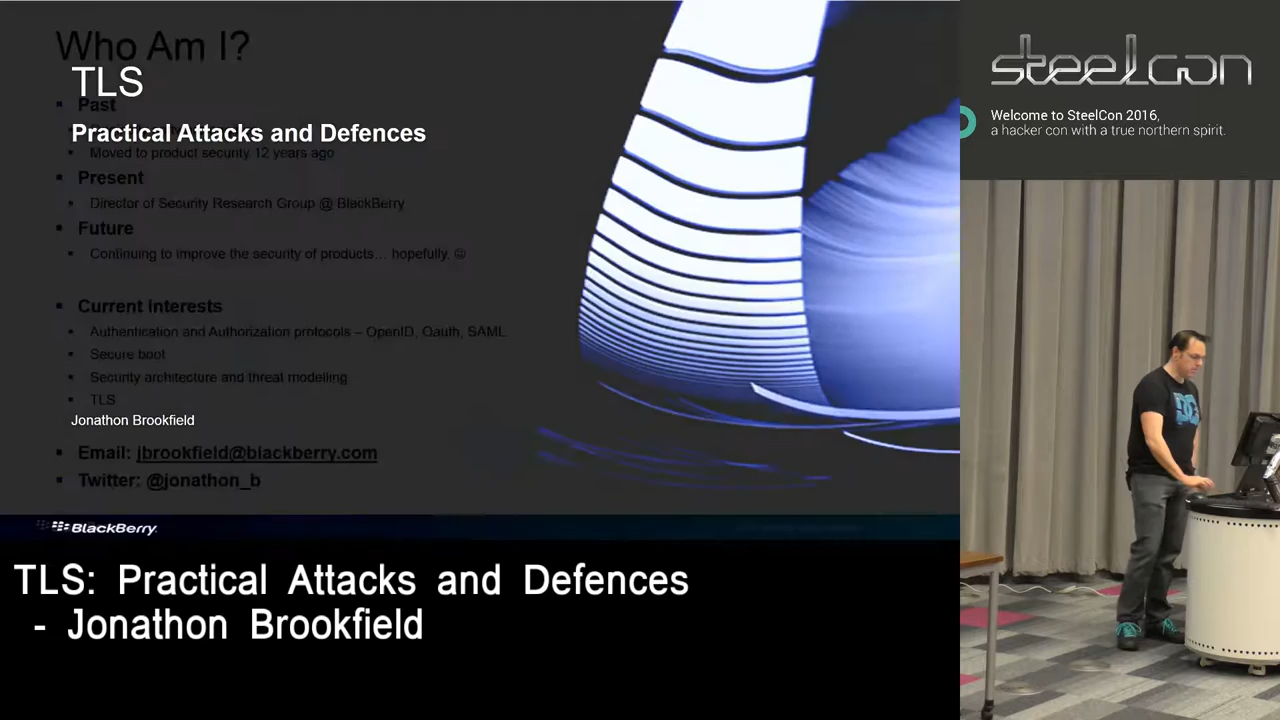 Who Am I?
TLS
Past
Practical Attacks and Defences
Moved to product security 12 years ago
Present
Director of Security Research Group @ BlackBerry
Future
Continuing to improve the security of products… hopefully. ☺
Current interests
Authentication and Authorization protocols – OpenID, Oauth, SAML
Secure boot
Security architecture and threat modelling
TLS
Jonathon Brookfield
Email: jbrookfield@blackberry.com
Twitter: @jonathon_b
BlackBerry
TLS: Practical Attacks and Defences
- Jonathon Brookfield
steelcon
Welcome to SteelCon 2016,
a hacker con with a true northern spirit.